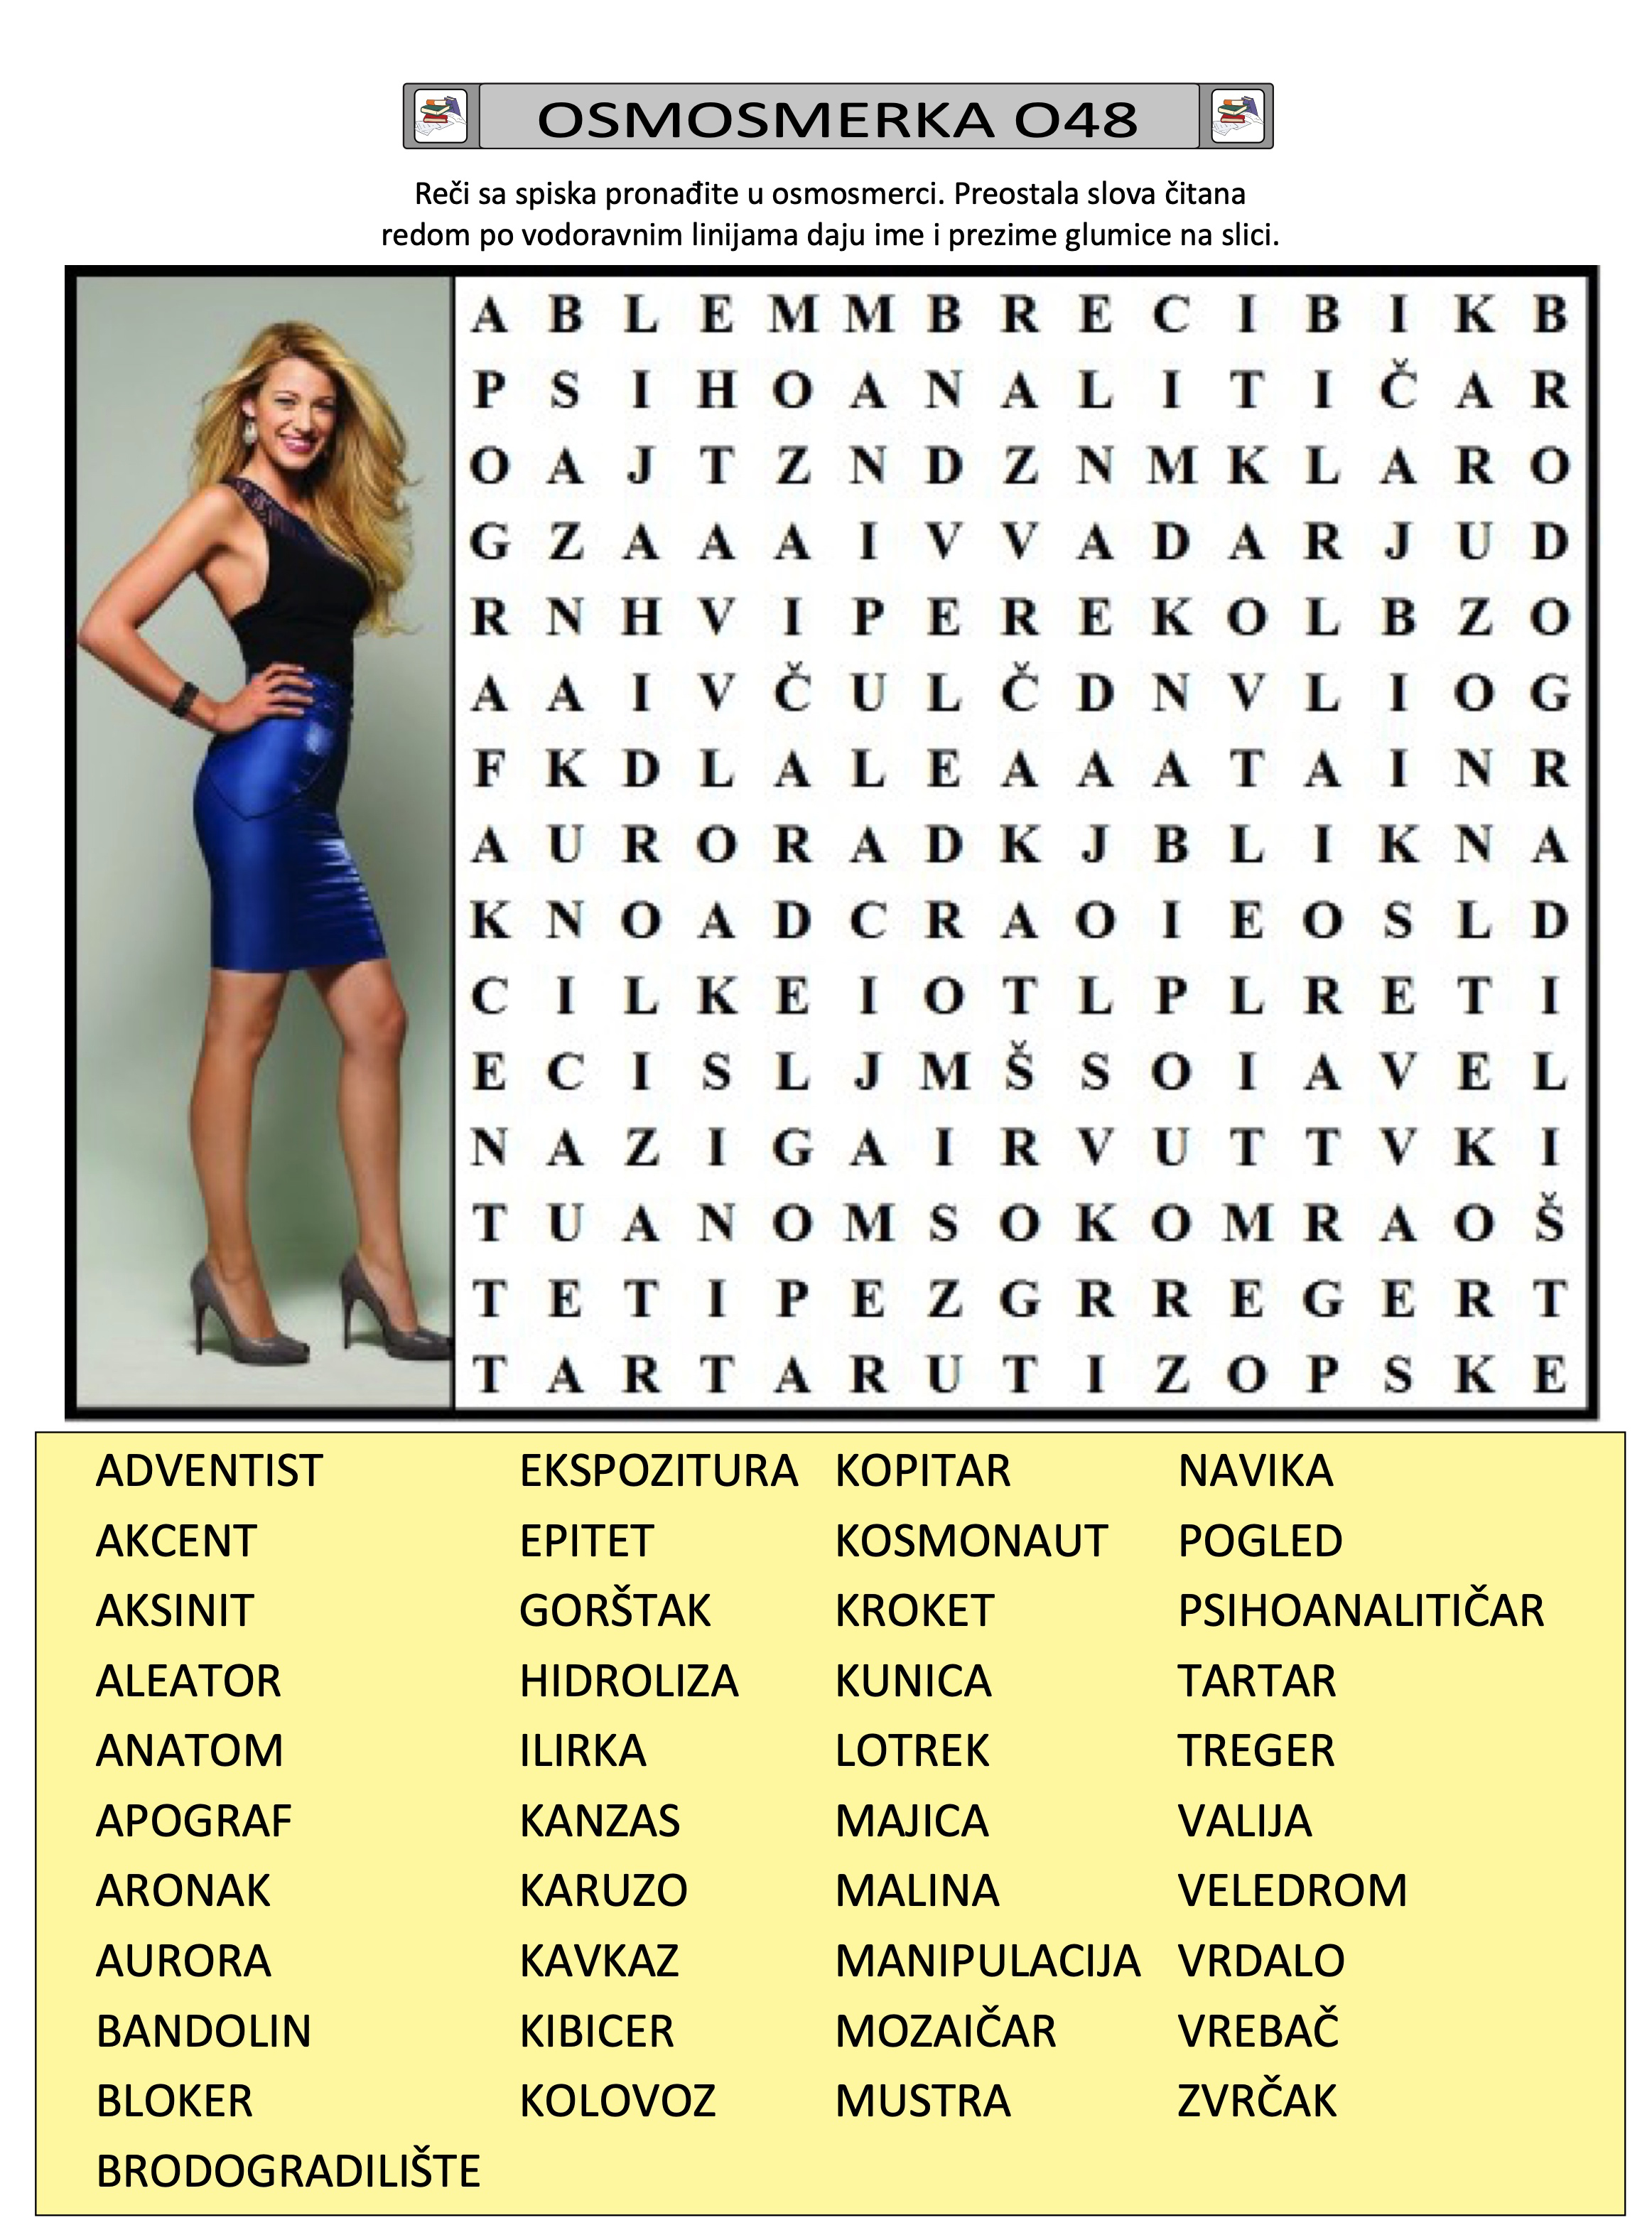 OSMOSMERKA O48
Reči sa spiska pronađite u osmosmerci. Preostala slova čitana
redom po vodoravnim linijama daju ime i prezime glumice na slici.
A B L E M M B R E C I B I K B
P S I H O A N A L I T I Č A R
O A J T Z N D Z N M K L A R O
G Z A A A I V V A D A R J U D
R N H V I P E R E K O L B Z O
A A I V Č U L Č D N V L I O G
F K D L A L E A A A T A I N R
A U R O R A D K J B L I K N A
K N O A D C R A O I E O S L D
C I L K E I O T L P L R E T I
E C I S L J M Š S O I A V E L
N A Z I G A I R V U T T V K I
T U A N O M S O K O M R A O Š
T E T I P E Z G R R E G E R T
T A R T A R U T I Z O P S K E
ADVENTIST EKSPOZITURA KOPITAR NAVIKA
AKCENT EPITET KOSMONAUT POGLED
AKSINIT GORŠTAK KROKET PSIHOANALITIČAR
ALEATOR HIDROLIZA KUNICA TARTAR
ANATOM ILIRKA LOTREK TREGER
APOGRAF KANZAS MAJICA VALIJA
ARONAK KARUZO MALINA VELEDROM
AURORA KAVKAZ MANIPULACIJA VRDALO
BANDOLIN KIBICER MOZAIČAR VREBAČ
BLOKER KOLOVOZ MUSTRA ZVRČAK
BRODOGRADILIŠTE